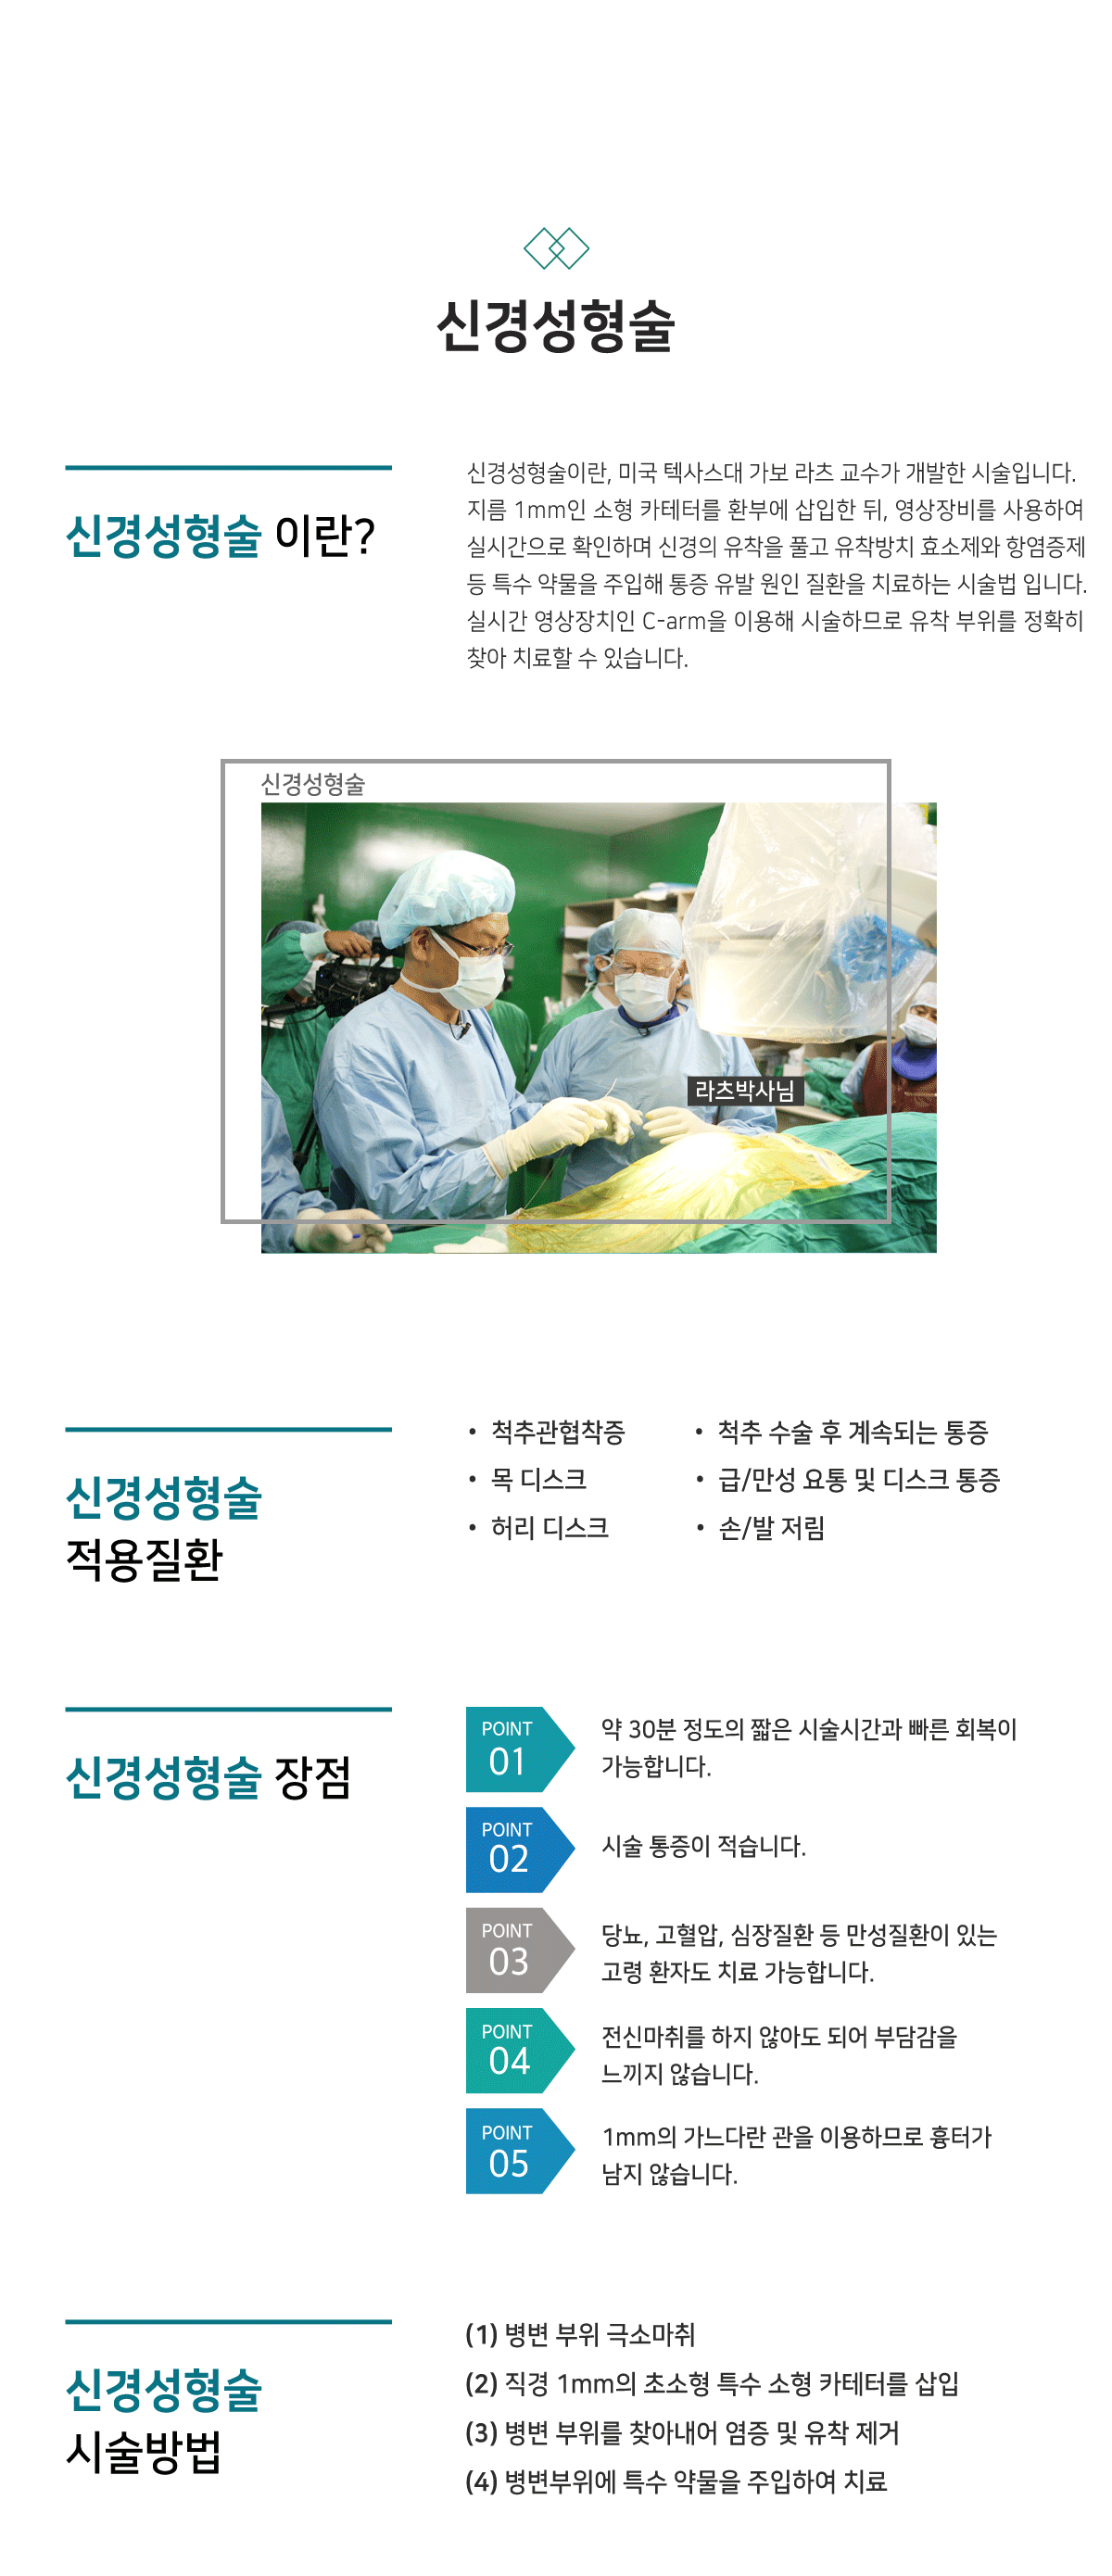 신경성형술
신경성형술 이란?
신경성형술이란, 미국 텍사스대 가보 라츠 교수가 개발한 시술입니다.
지름 1mm인 소형 카테터를 환부에 삽입한 뒤, 영상장비를 사용하여
실시간으로 확인하며 신경의 유착을 풀고 유착방치 효소제와 항염증제
등 특수 약물을 주입해 통증 유발 원인 질환을 치료하는 시술법 입니다.
실시간 영상장치인 C-arm을 이용해 시술하므로 유착 부위를 정확히
찾아 치료할 수 있습니다.
신경성형술
라츠박사님
신경성형술
적용질환
• 척추관협착증
• 목 디스크
• 허리 디스크
• 척추 수술 후 계속되는 통증
• 급/만성 요통 및 디스크 통증
• 손/발 저림
신경성형술 장점
POINT
01
약 30분 정도의 짧은 시술시간과 빠른 회복이
가능합니다.
POINT
02
시술 통증이 적습니다.
POINT
03
당뇨, 고혈압, 심장질환 등 만성질환이 있는
고령 환자도 치료 가능합니다.
POINT
04
전신마취를 하지 않아도 되어 부담감을
느끼지 않습니다.
POINT
05
1mm의 가느다란 관을 이용하므로 흉터가
남지 않습니다.
신경성형술
시술방법
(1) 병변 부위 극소마취
(2) 직경 1mm의 초소형 특수 소형 카테터를 삽입
(3) 병변 부위를 찾아내어 염증 및 유착 제거
(4) 병변부위에 특수 약물을 주입하여 치료